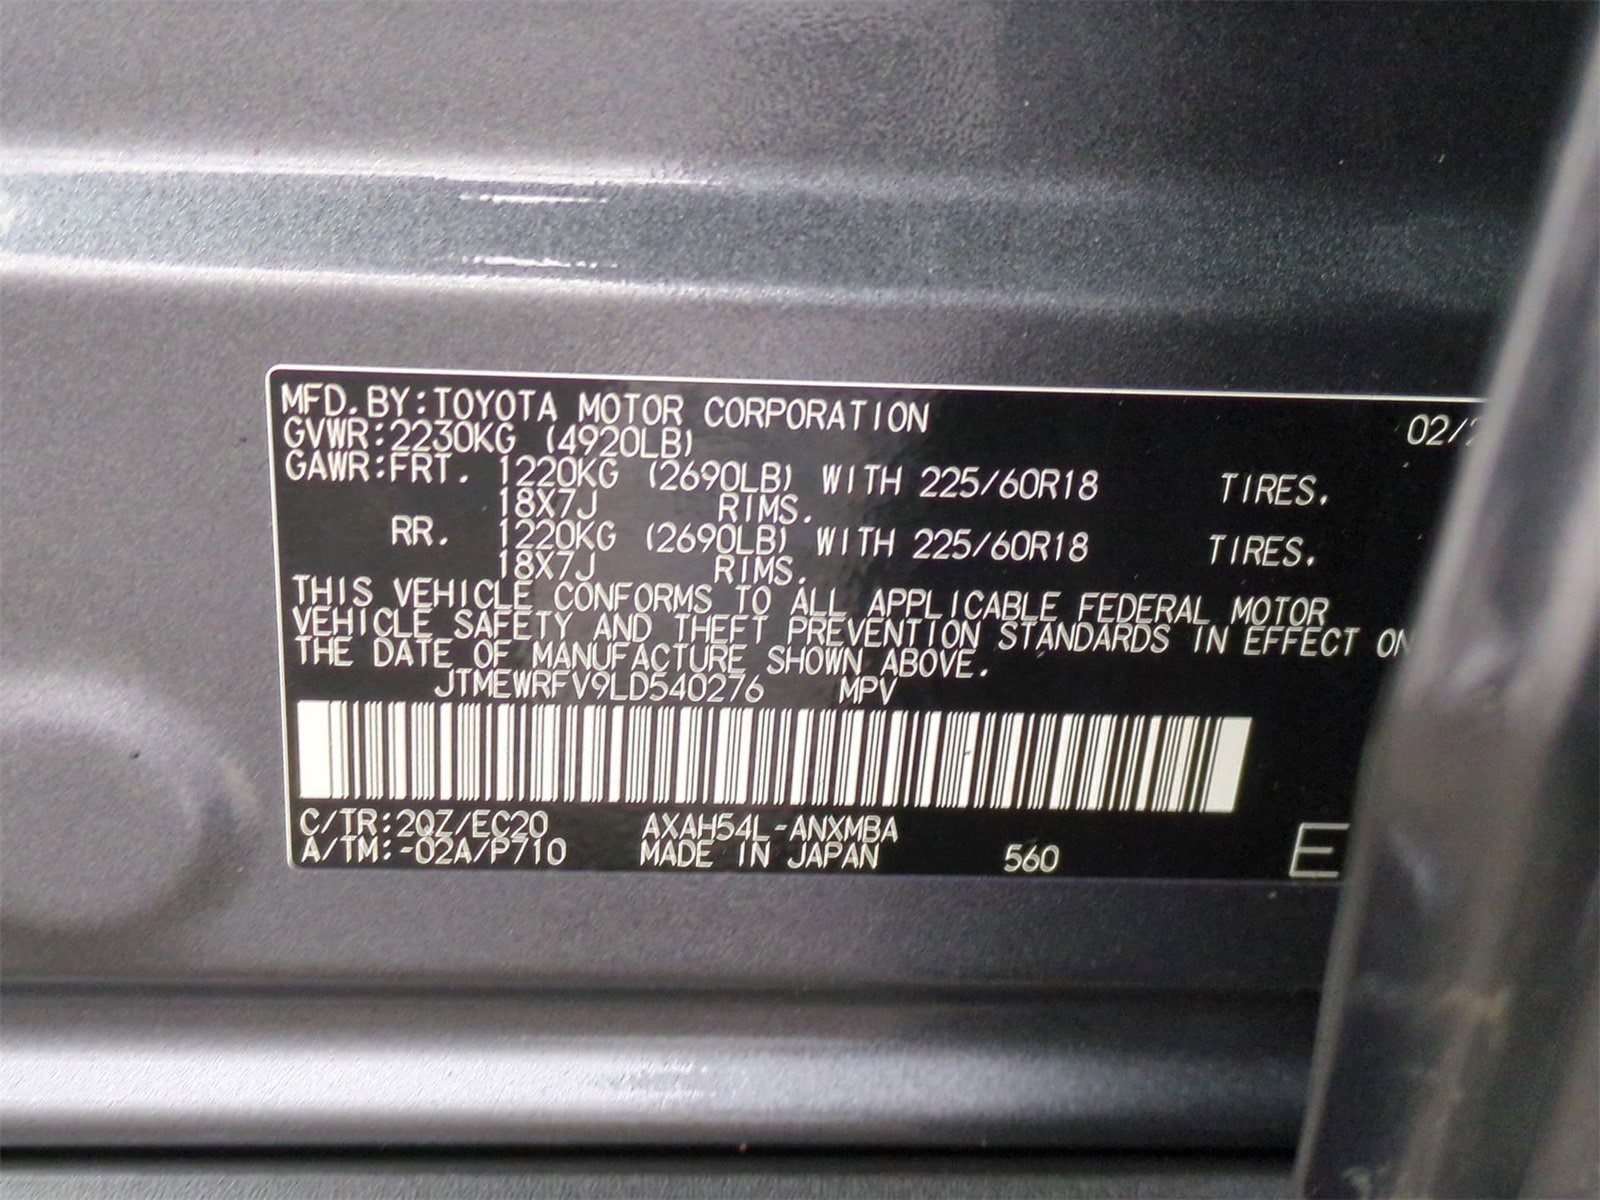 MFD.BY:TOYOTA MOTOR CORPORATION 02/
GVWR:2230KG (4920LB)
GAWR:FRT. 1220KG (2690LB) WITH 225/60R18 TIRES,
18X7J RIMS.
RR. 1220KG (2690LB) WITH 225/60R18 TIRES,
18X7J RIMS.
THIS VEHICLE CONFORMS TO ALL APPLICABLE FEDERAL MOTOR
VEHICLE SAFETY AND THEFT PREVENTION STANDARDS IN EFFECT ON
THE DATE OF MANUFACTURE SHOWN ABOVE.
JTMEWRFV9LD540276 MPV
C/TR:2QZ/EC20 AXAH54L-ANXMBA
A/TM:-02A/P710 MADE IN JAPAN 560 E